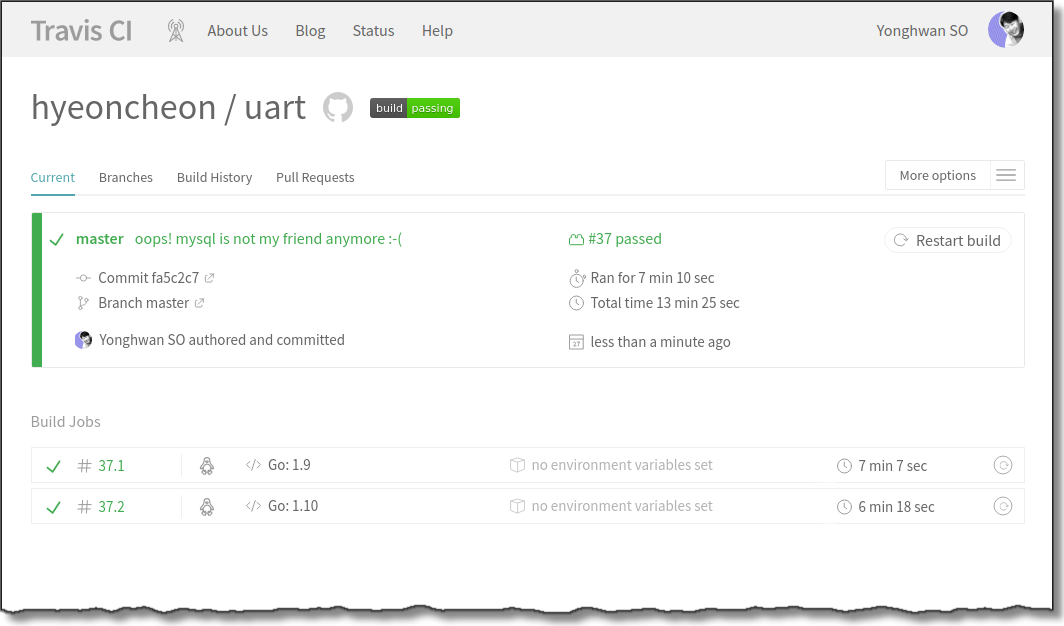 Travis CI About Us Blog Status Help Yonghwan SO
hyeoncheon / uart build passing
Current Branches Build History Pull Requests More options
master oops! mysql is not my friend anymore :-( #37 passed Restart build
Commit fa5c2c7 Ran for 7 min 10 sec
Branch master Total time 13 min 25 sec
Yonghwan SO authored and committed less than a minute ago
Build Jobs
# 37.1 </> Go: 1.9 no environment variables set 7 min 7 sec
# 37.2 </> Go: 1.10 no environment variables set 6 min 18 sec